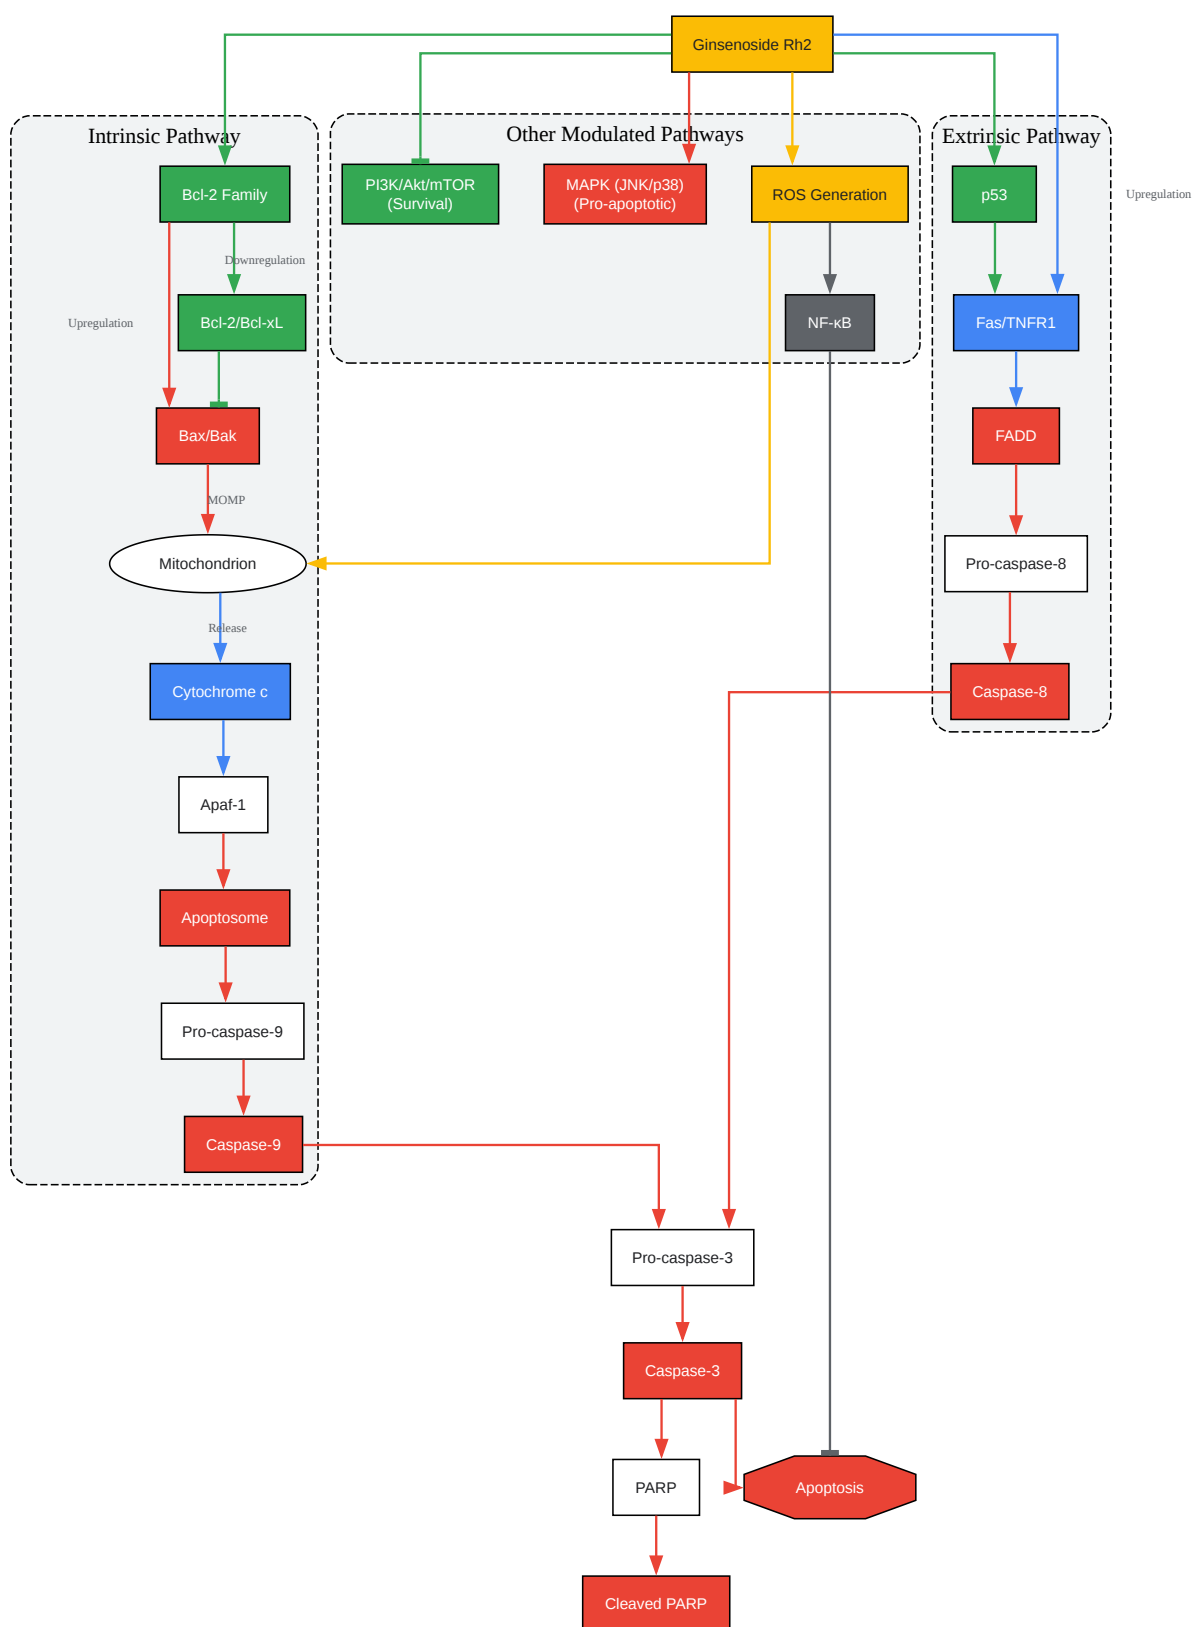 Ginsenoside Rh2
Intrinsic Pathway
Other Modulated Pathways
Extrinsic Pathway
Bcl-2 Family
PI3K/Akt/mTOR
(Survival)
MAPK (JNK/p38)
(Pro-apoptotic)
ROS Generation
p53
Upregulation
Downregulation
Upregulation
Bcl-2/Bcl-xL
NF-κB
Fas/TNFR1
Bax/Bak
FADD
MOMP
Mitochondrion
Pro-caspase-8
Release
Cytochrome c
Caspase-8
Apaf-1
Apoptosome
Pro-caspase-9
Caspase-9
Pro-caspase-3
Caspase-3
PARP
Apoptosis
Cleaved PARP